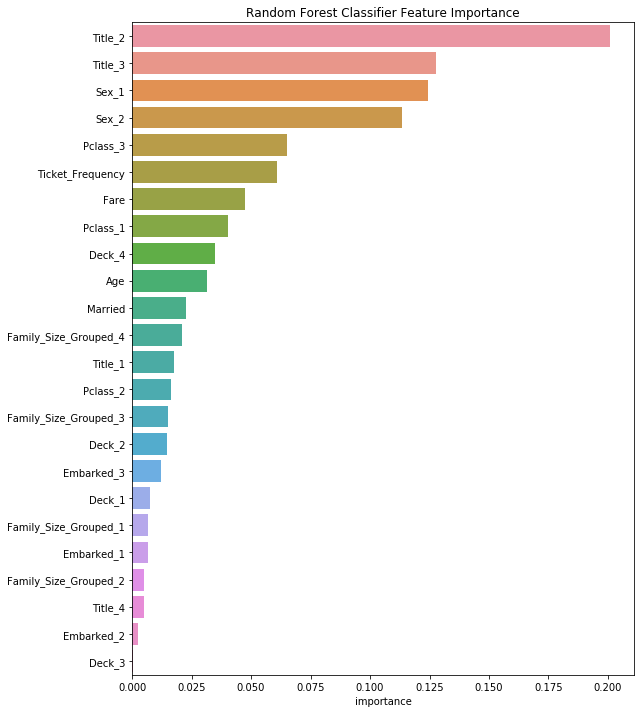 Random Forest Classifier Feature Importance
Title_2
Title_3
Sex_1
Sex_2
Pclass_3
Ticket_Frequency
Fare
Pclass_1
Deck_4
Age
Married
Family_Size_Grouped_4
Title_1
Pclass_2
Family_Size_Grouped_3
Deck_2
Embarked_3
Deck_1
Family_Size_Grouped_1
Embarked_1
Family_Size_Grouped_2
Title_4
Embarked_2
Deck_3
0.000 0.025 0.050 0.075 0.100 0.125 0.150 0.175 0.200
importance